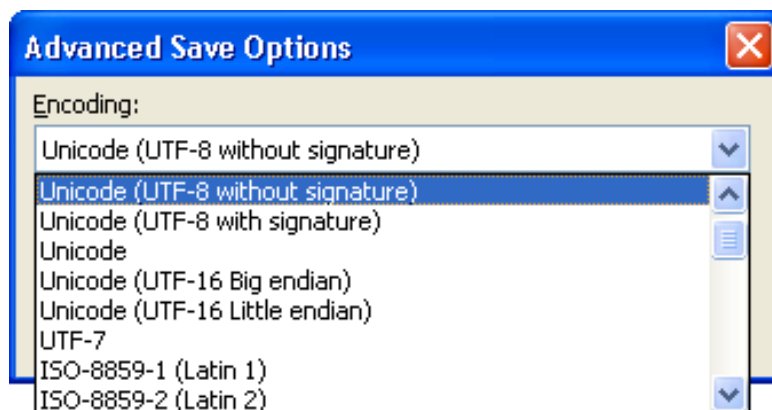 Advanced Save Options
Encoding:
Unicode (UTF-8 without signature)
Unicode (UTF-8 without signature)
Unicode (UTF-8 with signature)
Unicode
Unicode (UTF-16 Big endian)
Unicode (UTF-16 Little endian)
UTF-7
ISO-8859-1 (Latin 1)
ISO-8859-2 (Latin 2)